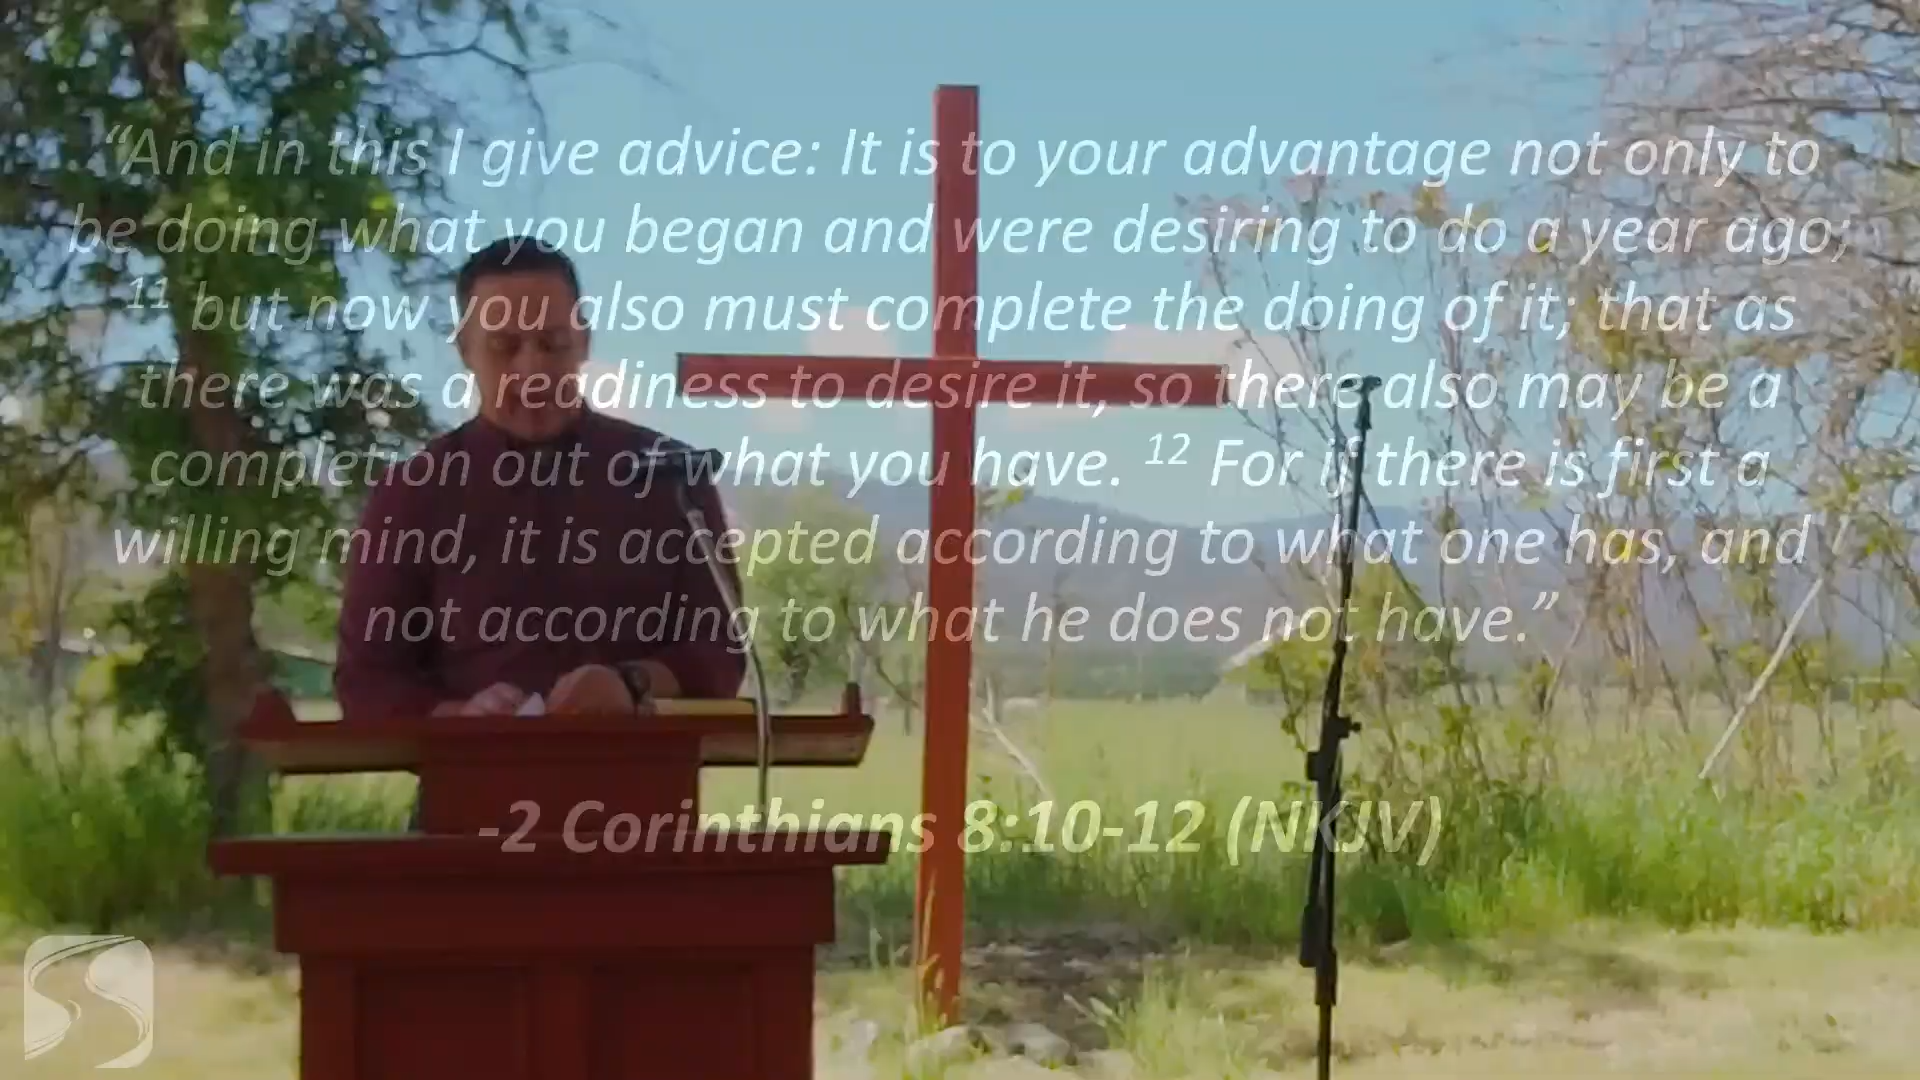 “And in this I give advice: It is to your advantage not only to
be doing what you began and were desiring to do a year ago;
¹¹ but now you also must complete the doing of it; that as
there was a readiness to desire it, so there also may be a
completion out of what you have. ¹² For if there is first a
willing mind, it is accepted according to what one has, and
not according to what he does not have.”
-2 Corinthians 8:10-12 (NKJV)